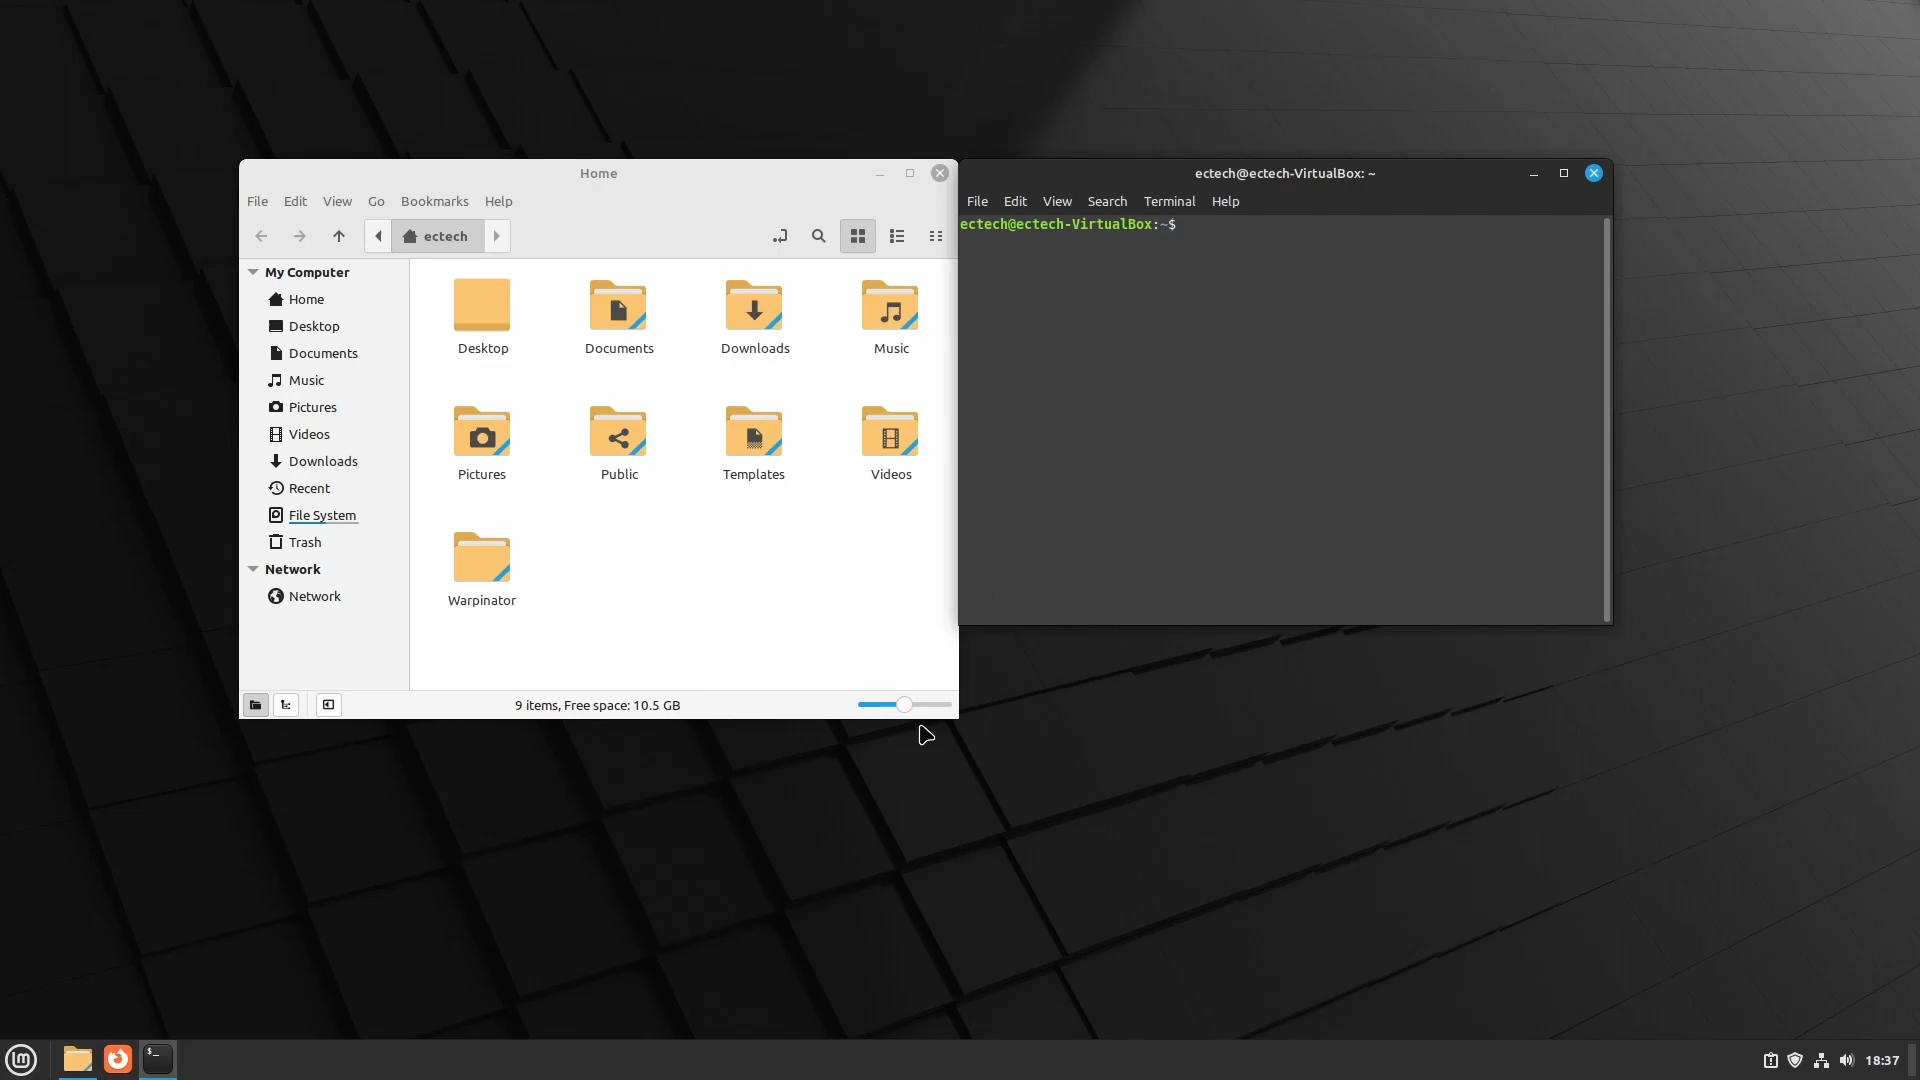 Home
File Edit View Go Bookmarks Help
ectech
My Computer
Home
Desktop
Documents
Music
Pictures
Videos
Downloads
Recent
File System
Trash
Network
Network
Desktop Documents Downloads Music
Pictures Public Templates Videos
Warpinator
9 items, Free space: 10.5 GB
ectech@ectech-VirtualBox: ~
File Edit View Search Terminal Help
ectech@ectech-VirtualBox:~$
lm
$_
18:37